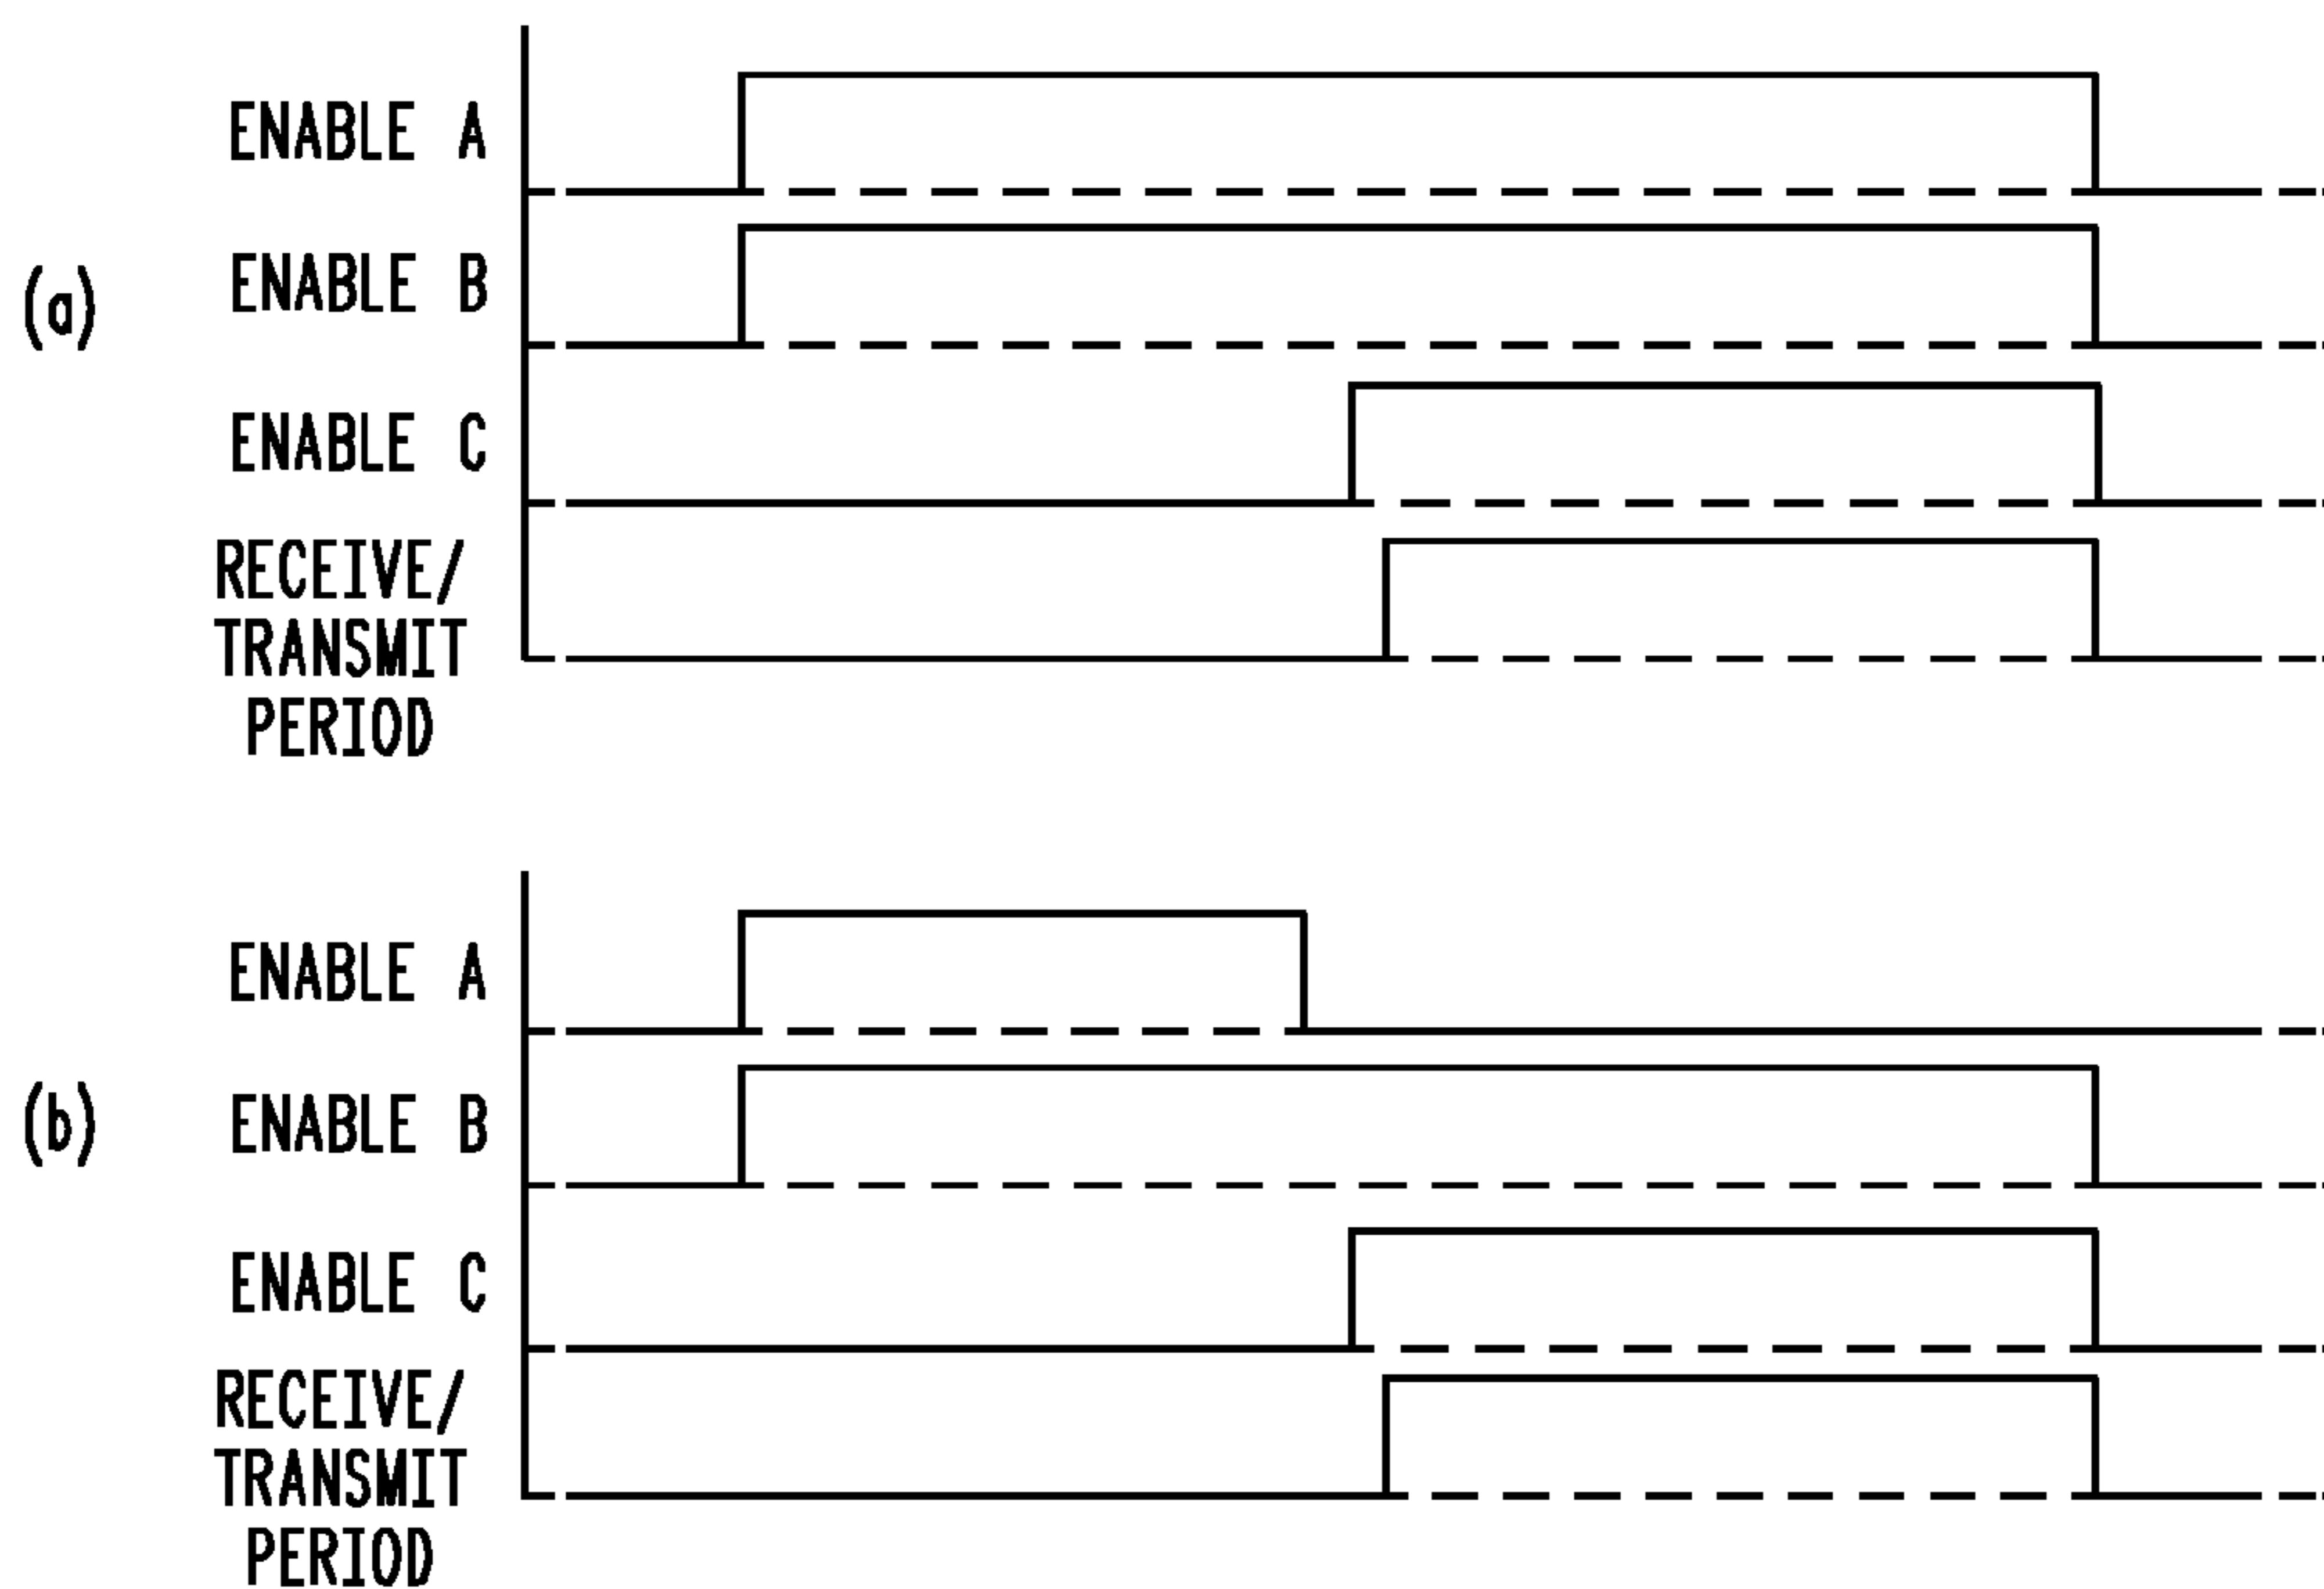 (a)
ENABLE A
ENABLE B
ENABLE C
RECEIVE/
TRANSMIT
PERIOD
(b)
ENABLE A
ENABLE B
ENABLE C
RECEIVE/
TRANSMIT
PERIOD